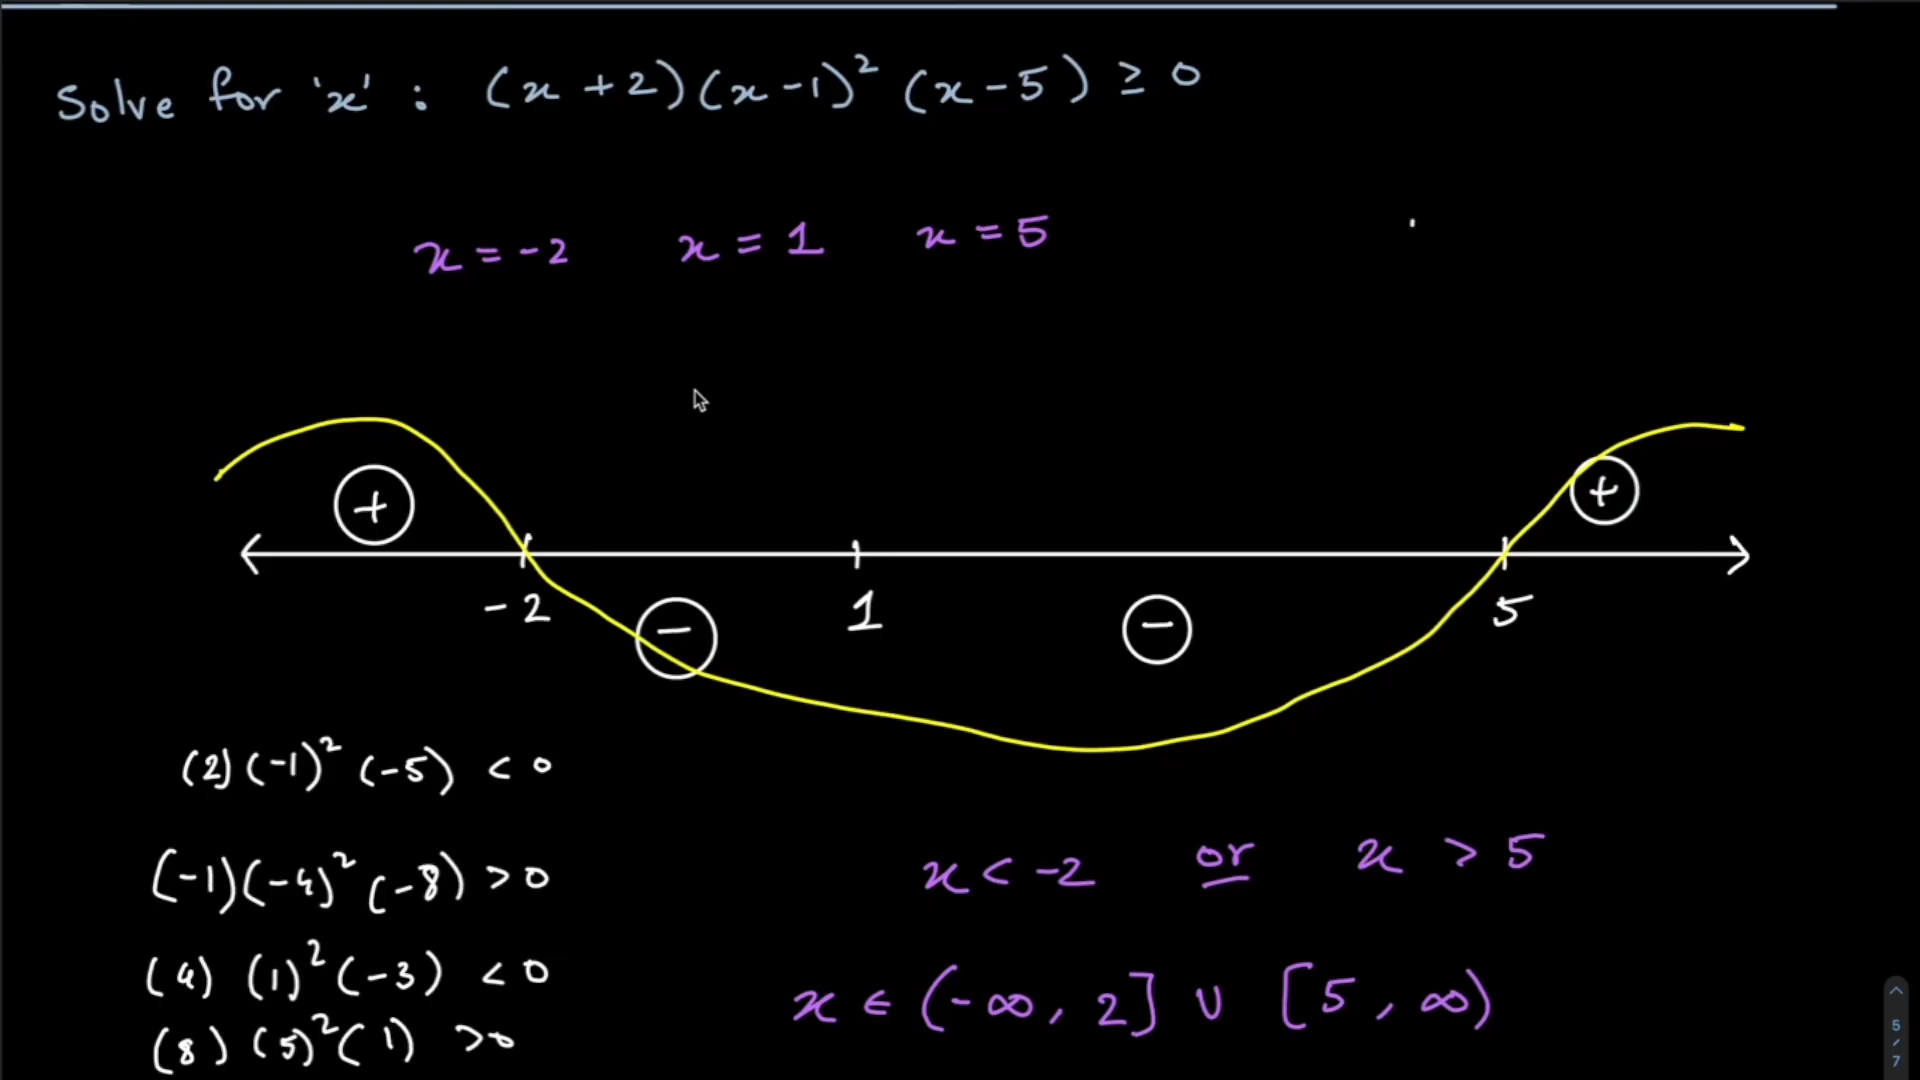 Solve for 'x' : (x + 2)(x - 1)² (x - 5) ≥ 0
x = -2 x = 1 x = 5
+ +
-2 1 5
- -
(2)(-1)² (-5) < 0
(-1)(-4)² (-8) > 0
x < -2 or x > 5
(4) (1)² (-3) < 0
x ∈ (-∞, 2] ∪ [5, ∞)
(8) (5)² (1) > 0
5 / 7